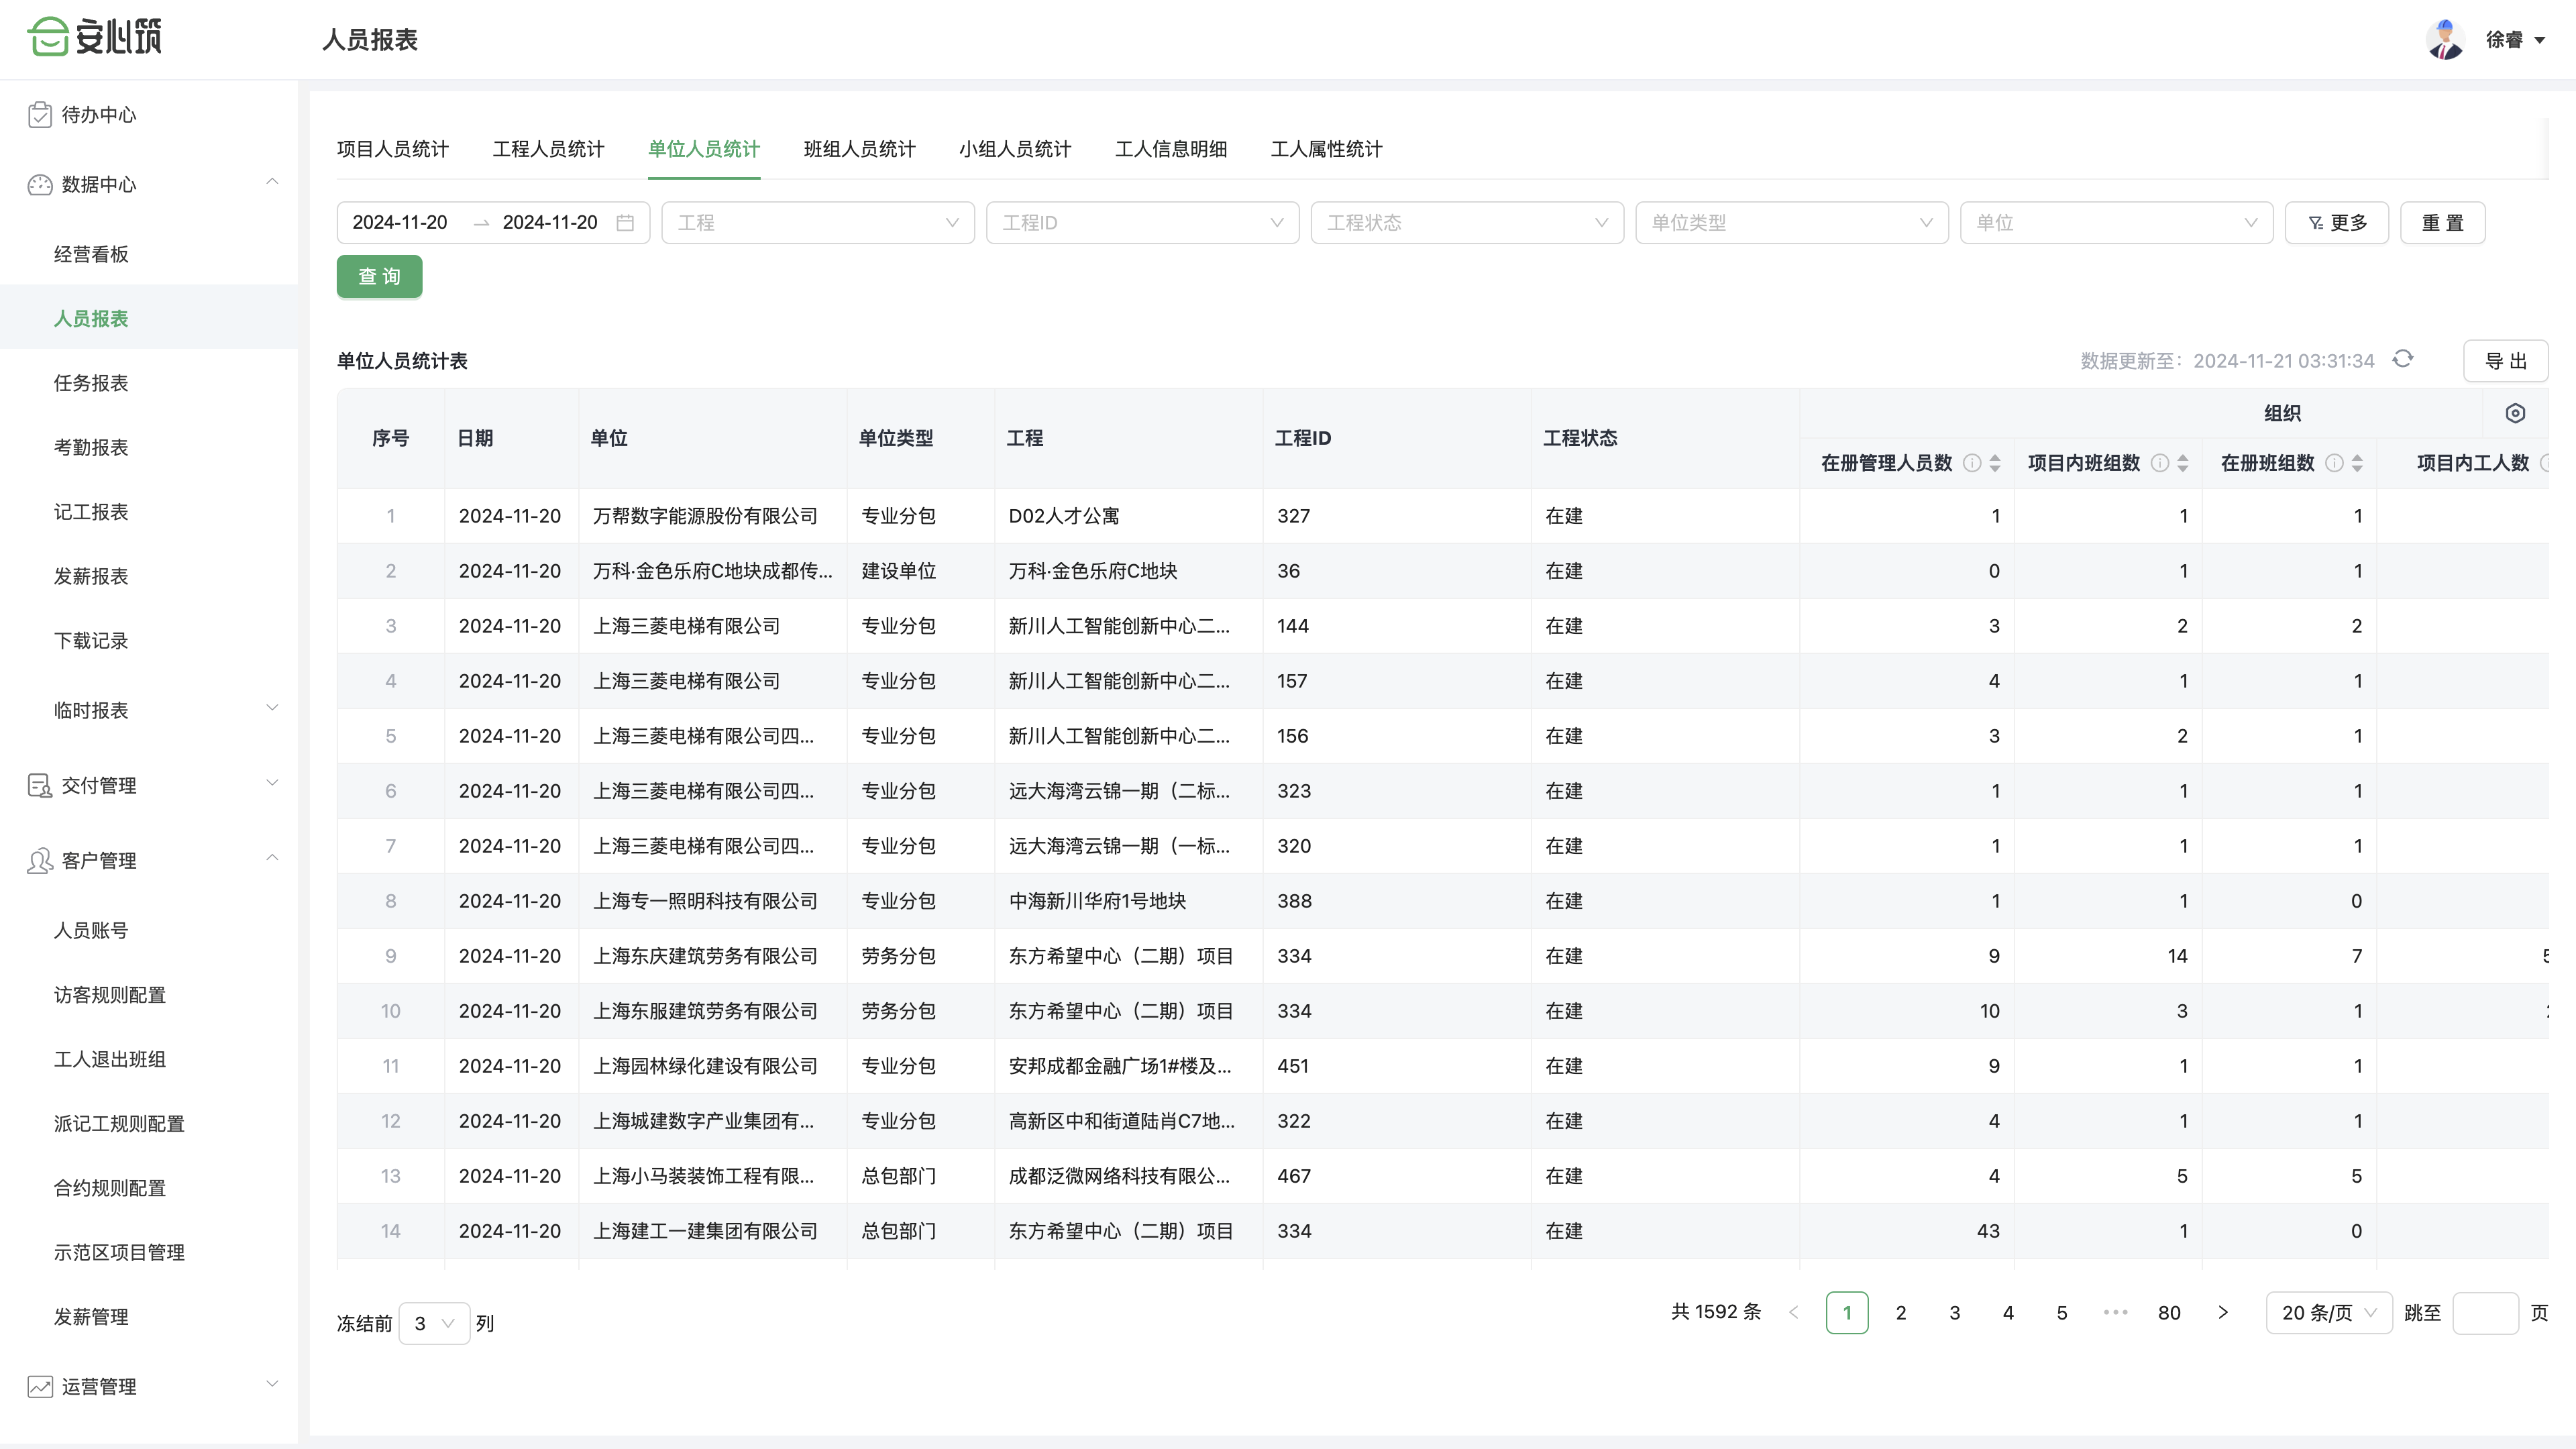 安心筑
人员报表
徐睿
待办中心
数据中心
经营看板
人员报表
任务报表
考勤报表
记工报表
发薪报表
下载记录
临时报表
交付管理
客户管理
人员账号
访客规则配置
工人退出班组
派记工规则配置
合约规则配置
示范区项目管理
发薪管理
运营管理
项目人员统计 工程人员统计 单位人员统计 班组人员统计 小组人员统计 工人信息明细 工人属性统计
2024-11-20 → 2024-11-20 工程 工程ID 工程状态 单位类型 单位 更多 重 置
查 询
单位人员统计表 数据更新至：2024-11-21 03:31:34 导 出
序号 日期 单位 单位类型 工程 工程ID 工程状态 组织
在册管理人员数 项目内班组数 在册班组数 项目内工人数
1 2024-11-20 万帮数字能源股份有限公司 专业分包 D02人才公寓 327 在建 1 1 1
2 2024-11-20 万科·金色乐府C地块成都传... 建设单位 万科·金色乐府C地块 36 在建 0 1 1
3 2024-11-20 上海三菱电梯有限公司 专业分包 新川人工智能创新中心二... 144 在建 3 2 2
4 2024-11-20 上海三菱电梯有限公司 专业分包 新川人工智能创新中心二... 157 在建 4 1 1
5 2024-11-20 上海三菱电梯有限公司四... 专业分包 新川人工智能创新中心二... 156 在建 3 2 1
6 2024-11-20 上海三菱电梯有限公司四... 专业分包 远大海湾云锦一期（二标... 323 在建 1 1 1
7 2024-11-20 上海三菱电梯有限公司四... 专业分包 远大海湾云锦一期（一标... 320 在建 1 1 1
8 2024-11-20 上海专一照明科技有限公司 专业分包 中海新川华府1号地块 388 在建 1 1 0
9 2024-11-20 上海东庆建筑劳务有限公司 劳务分包 东方希望中心（二期）项目 334 在建 9 14 7
10 2024-11-20 上海东服建筑劳务有限公司 劳务分包 东方希望中心（二期）项目 334 在建 10 3 1
11 2024-11-20 上海园林绿化建设有限公司 专业分包 安邦成都金融广场1#楼及... 451 在建 9 1 1
12 2024-11-20 上海城建数字产业集团有... 专业分包 高新区中和街道陆肖C7地... 322 在建 4 1 1
13 2024-11-20 上海小马装装饰工程有限... 总包部门 成都泛微网络科技有限公... 467 在建 4 5 5
14 2024-11-20 上海建工一建集团有限公司 总包部门 东方希望中心（二期）项目 334 在建 43 1 0
冻结前 3 列 共 1592 条 < 1 2 3 4 5 ••• 80 > 20 条/页 跳至 页